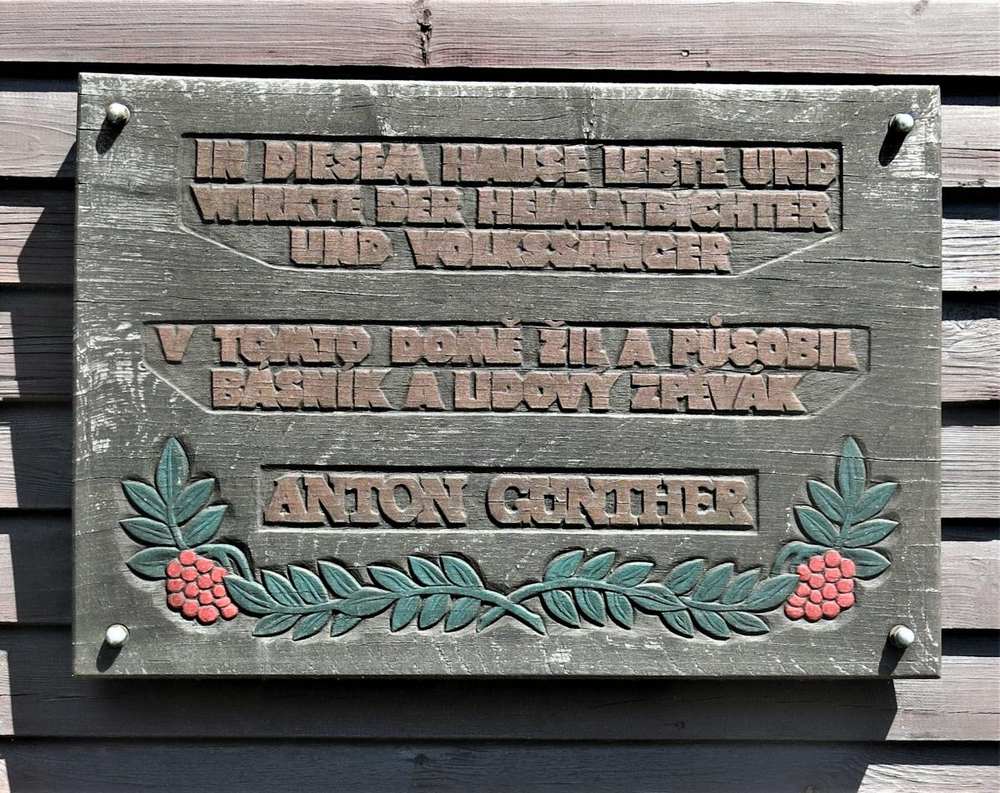 IN DIESEM HAUSE LEBTE UND
WIRKTE DER HEIMATDICHTER
UND VOLKSSÄNGER
V TOMTO DOMĚ ŽIL A PŮSOBIL
BÁSNÍK A LIDOVÝ ZPĚVÁK
ANTON GÜNTHER